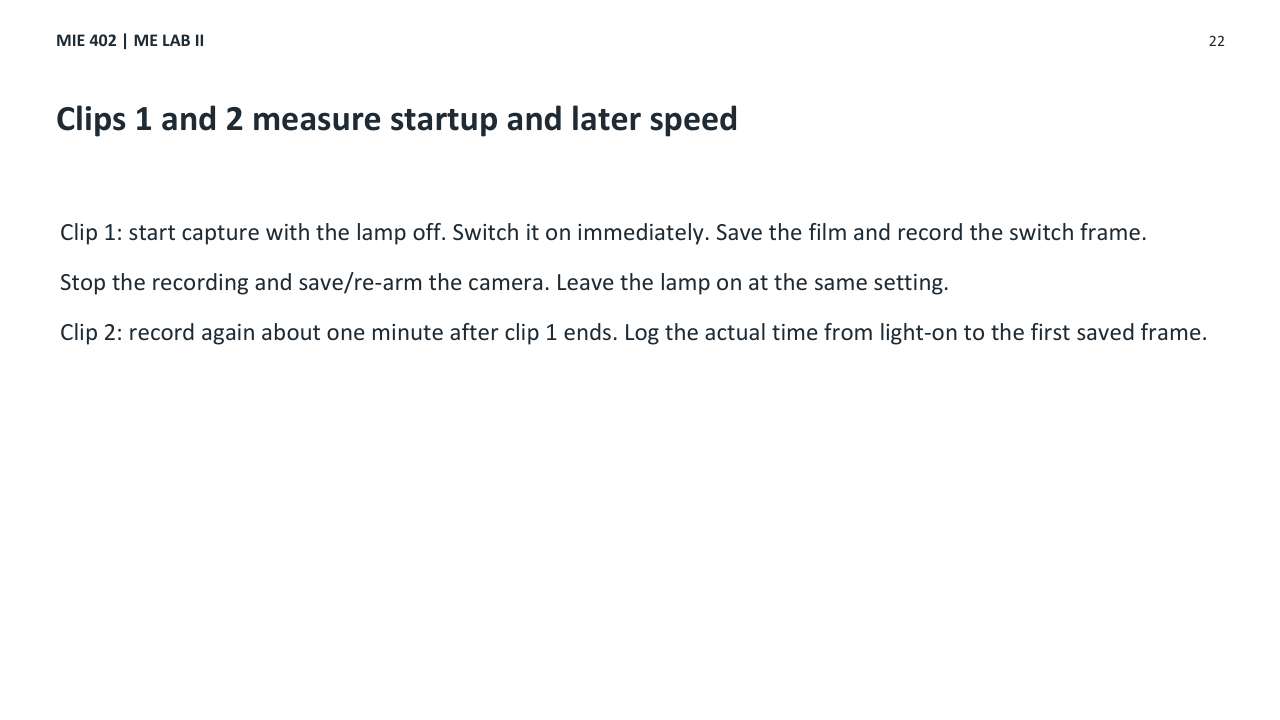 MIE 402 | ME LAB II
22
Clips 1 and 2 measure startup and later speed
Clip 1: start capture with the lamp off. Switch it on immediately. Save the film and record the switch frame.
Stop the recording and save/re-arm the camera. Leave the lamp on at the same setting.
Clip 2: record again about one minute after clip 1 ends. Log the actual time from light-on to the first saved frame.